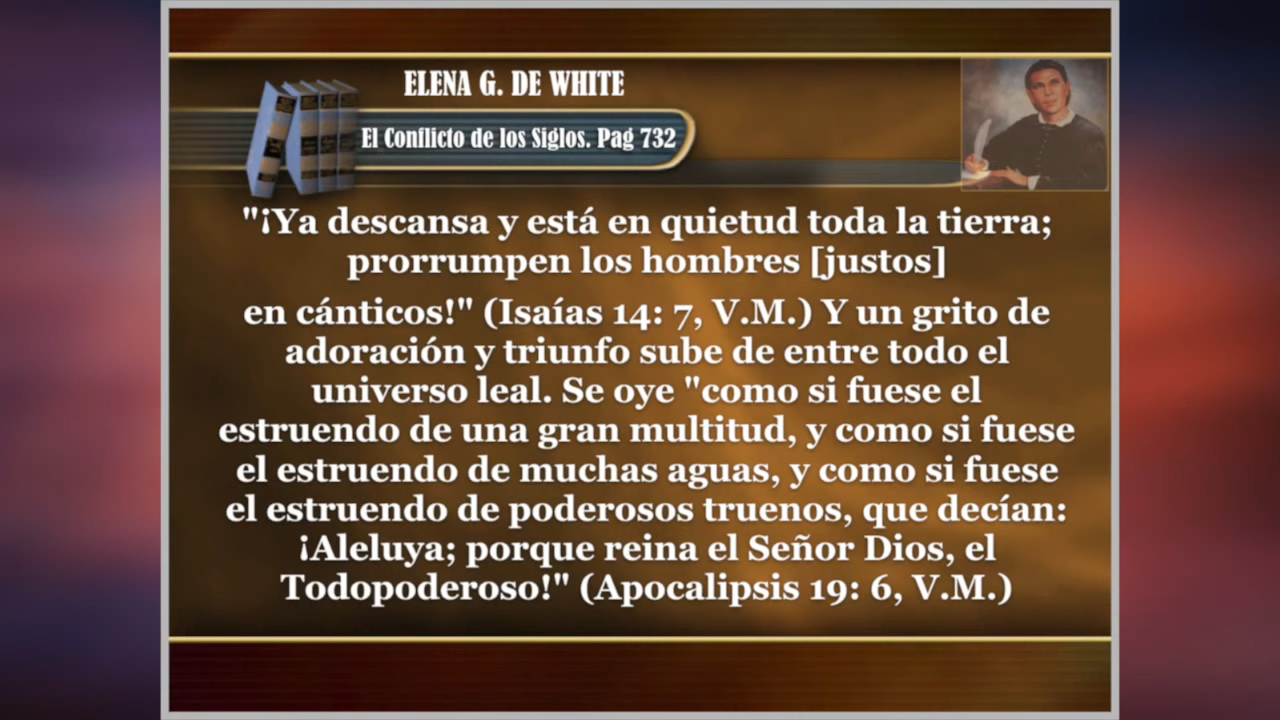 ELENA G. DE WHITE
El Conflicto de los Siglos. Pag 732
"¡Ya descansa y está en quietud toda la tierra;
prorrumpen los hombres [justos]
en cánticos!" (Isaías 14: 7, V.M.) Y un grito de
adoración y triunfo sube de entre todo el
universo leal. Se oye "como si fuese el
estruendo de una gran multitud, y como si fuese
el estruendo de muchas aguas, y como si fuese
el estruendo de poderosos truenos, que decían:
¡Aleluya; porque reina el Señor Dios, el
Todopoderoso!" (Apocalipsis 19: 6, V.M.)